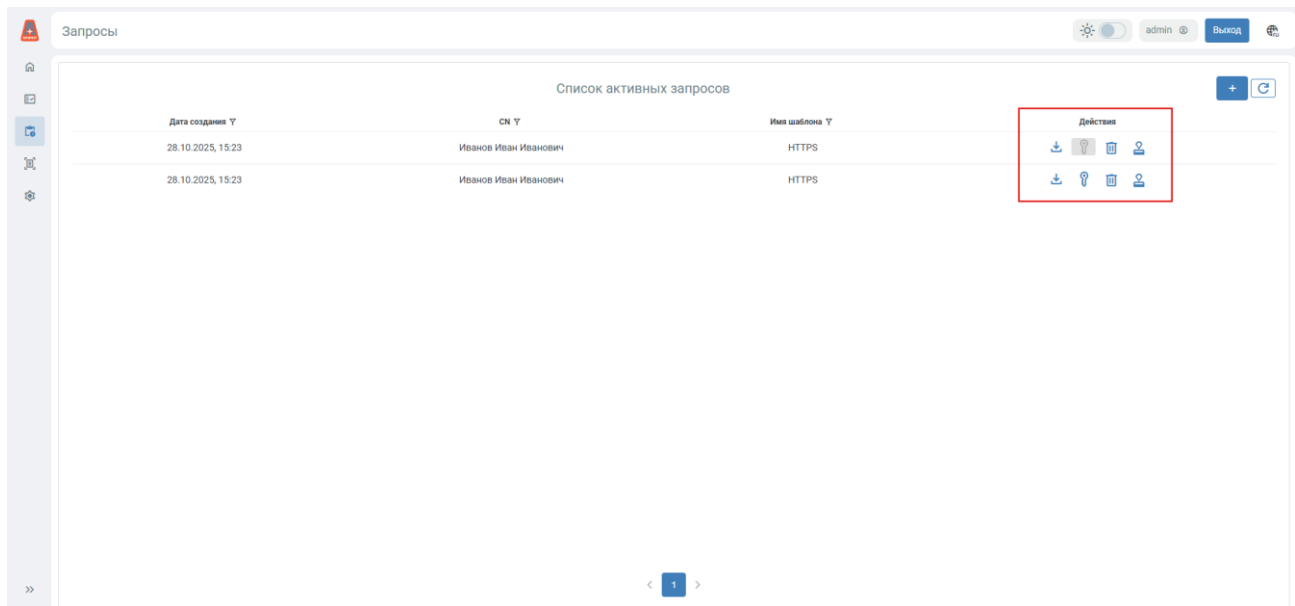 Запросы
admin
Выход
ru
Список активных запросов
+
Дата создания CN Имя шаблона Действия
28.10.2025, 15:23 Иванов Иван Иванович HTTPS
28.10.2025, 15:23 Иванов Иван Иванович HTTPS
1